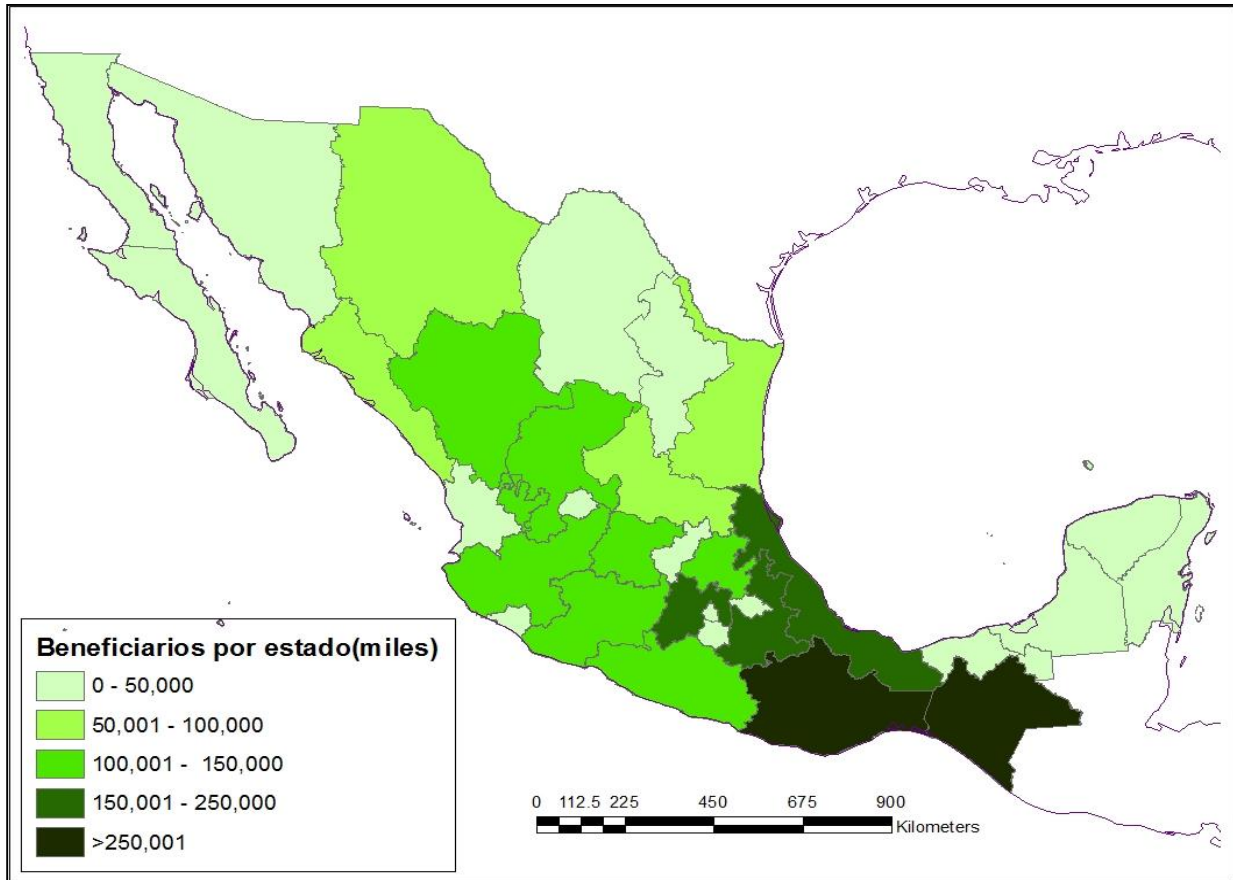 Beneficiarios por estado(miles)
0 - 50,000
50,001 - 100,000
100,001 - 150,000
150,001 - 250,000
>250,001
0 112.5 225 450 675 900
Kilometers